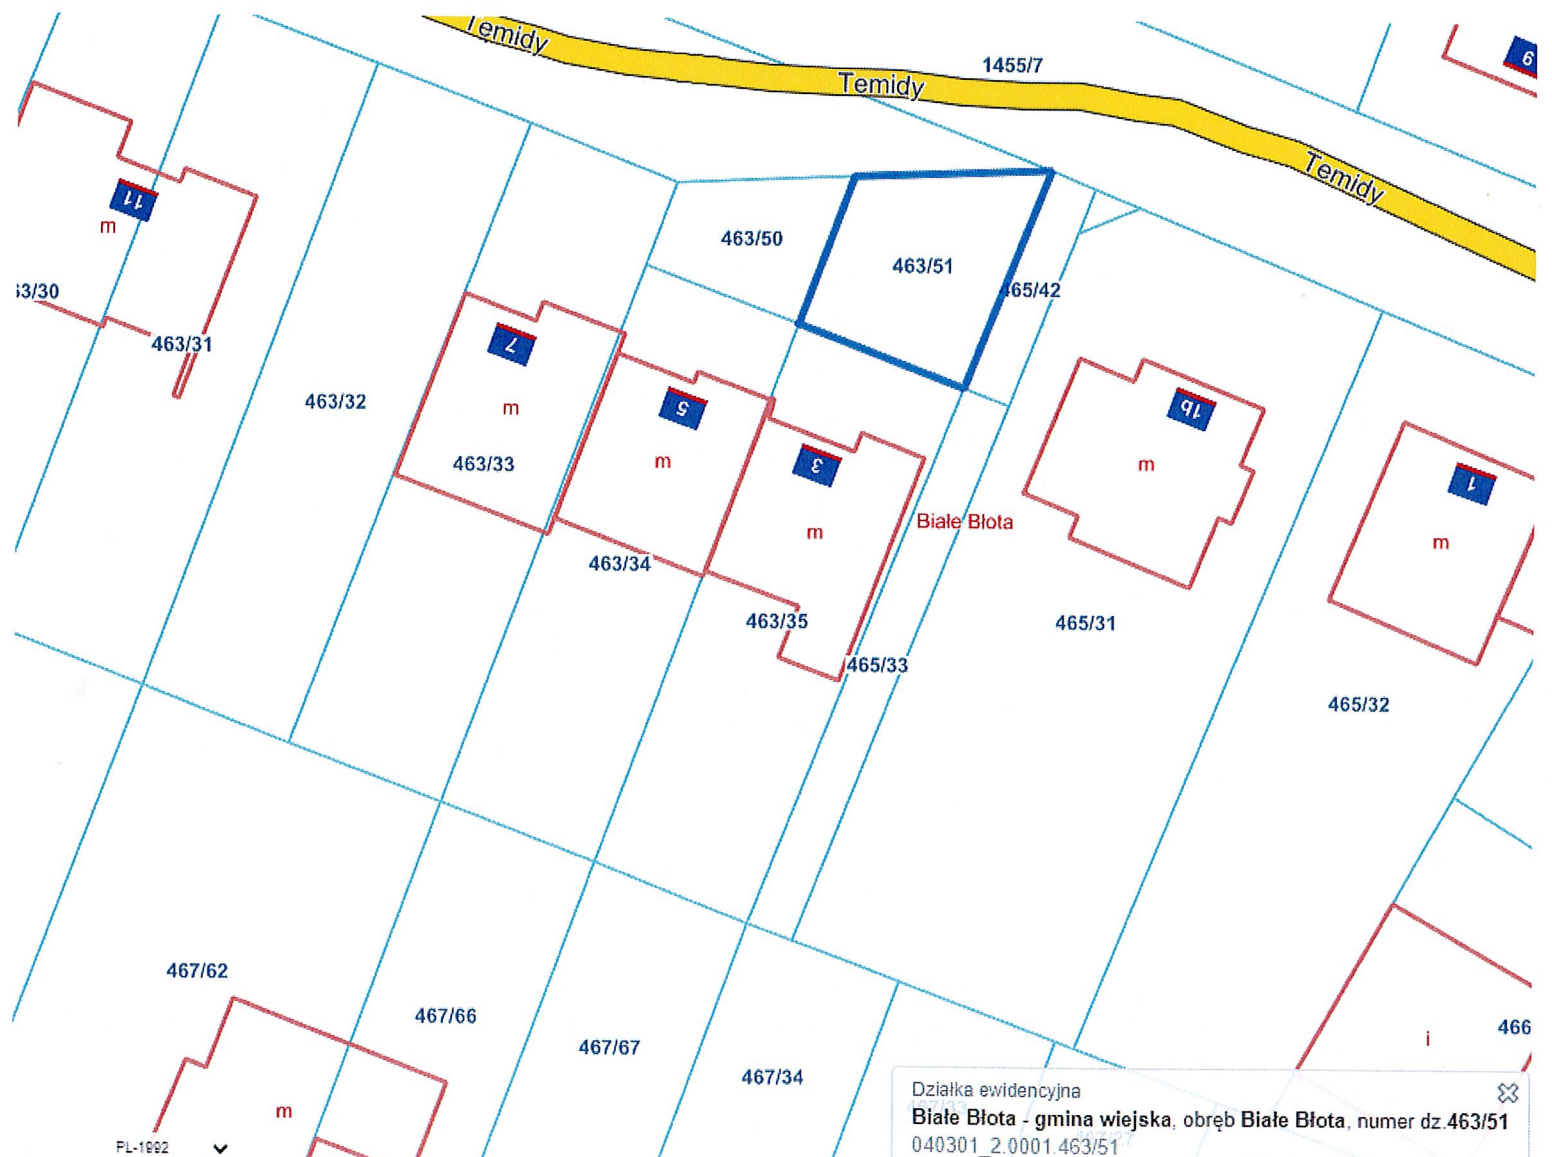 Temidy
1455/7
Temidy
Temidy
9
11
m
463/50
463/51
465/42
63/30
463/31
7
463/32
m
5
1b
463/33
m
3
m
1
m
Białe Błota
m
463/34
463/35
465/31
465/33
465/32
467/62
467/66
467/67
467/34
466
i
m
Działka ewidencyjna
Białe Błota - gmina wiejska, obręb Białe Błota, numer dz.463/51
040301_2.0001.463/51
PL-1992